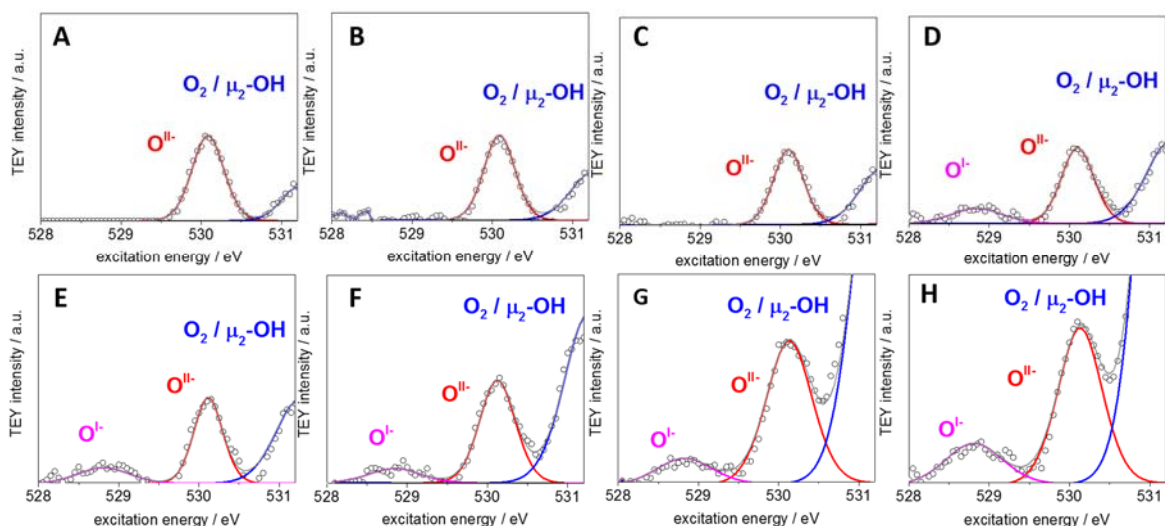 A
TEY intensity / a.u.
O₂ / μ₂-OH
Oᴵᴵ⁻
528 529 530 531
excitation energy / eV
B
TEY intensity / a.u.
O₂ / μ₂-OH
Oᴵᴵ⁻
528 529 530 531
excitation energy / eV
C
TEY intensity / a.u.
O₂ / μ₂-OH
Oᴵᴵ⁻
528 529 530 531
excitation energy / eV
D
TEY intensity / a.u.
O₂ / μ₂-OH
Oᴵ⁻
Oᴵᴵ⁻
528 529 530 531
excitation energy / eV
E
TEY intensity / a.u.
O₂ / μ₂-OH
Oᴵᴵ⁻
Oᴵ⁻
528 529 530 531
excitation energy / eV
F
TEY intensity / a.u.
O₂ / μ₂-OH
Oᴵᴵ⁻
Oᴵ⁻
528 529 530 531
excitation energy / eV
G
TEY intensity / a.u.
O₂ / μ₂-OH
Oᴵᴵ⁻
Oᴵ⁻
528 529 530 531
excitation energy / eV
H
TEY intensity / a.u.
O₂ / μ₂-OH
Oᴵᴵ⁻
Oᴵ⁻
528 529 530 531
excitation energy / eV